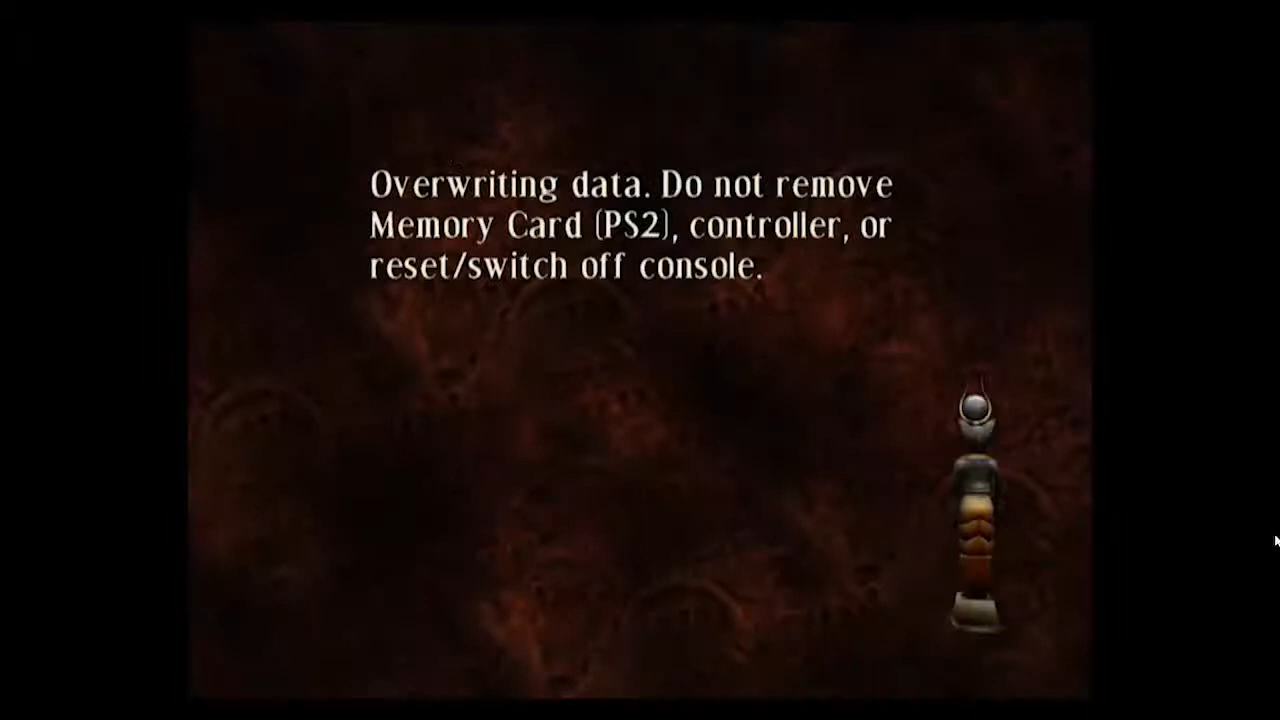 Overwriting data. Do not remove
Memory Card (PS2), controller, or
reset/switch off console.